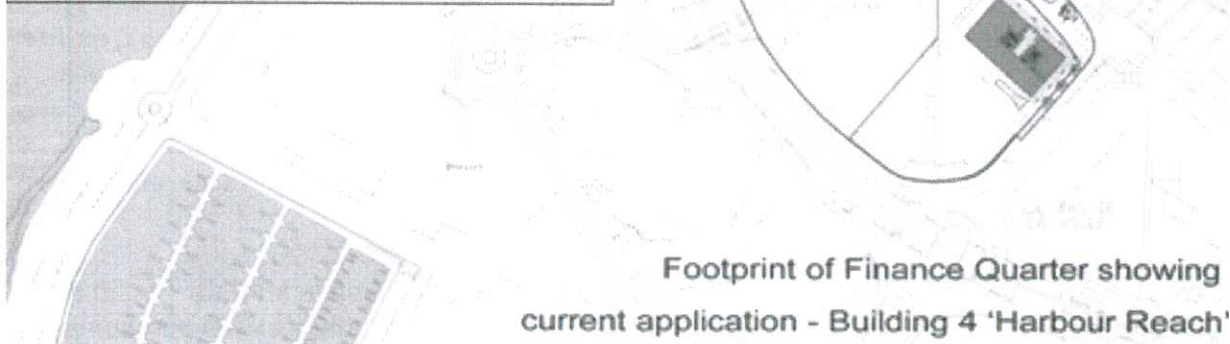 Footprint of Finance Quarter showing
current application - Building 4 'Harbour Reach'